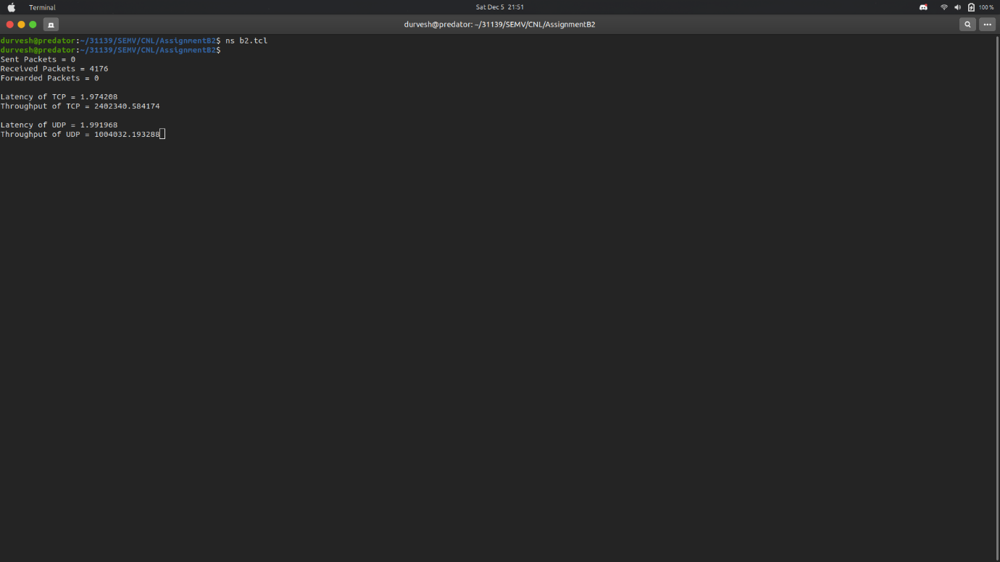 Terminal
Sat Dec 5 21:51
100 %
durvesh@predator: ~/31139/SEMV/CNL/AssignmentB2
durvesh@predator:~/31139/SEMV/CNL/AssignmentB2$ ns b2.tcl
durvesh@predator:~/31139/SEMV/CNL/AssignmentB2$
Sent Packets = 0
Received Packets = 4176
Forwarded Packets = 0
Latency of TCP = 1.974208
Throughput of TCP = 2402340.584174
Latency of UDP = 1.991968
Throughput of UDP = 1004032.193288